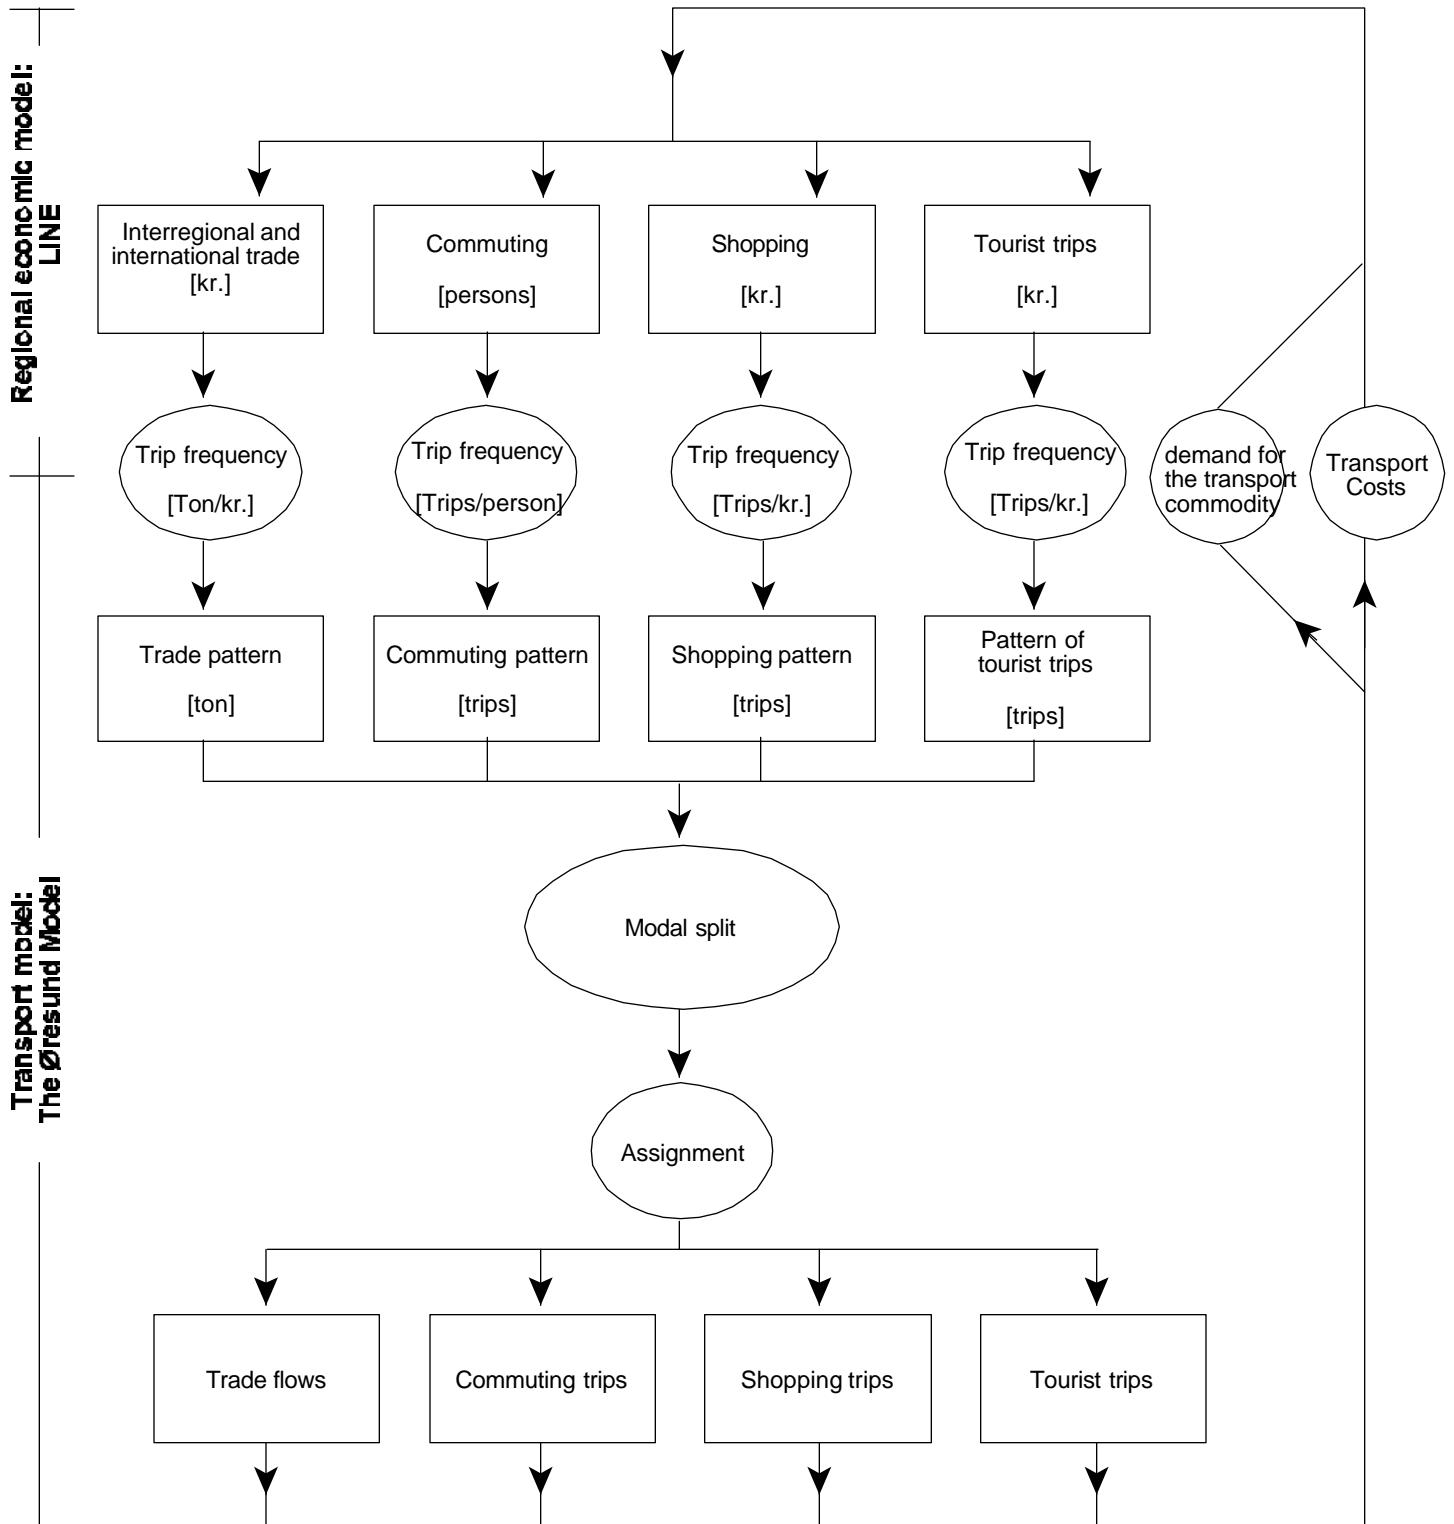 Regional economic model:
LINE
Interregional and
international trade
[kr.]
Commuting
[persons]
Shopping
[kr.]
Tourist trips
[kr.]
Trip frequency
[Ton/kr.]
Trip frequency
[Trips/person]
Trip frequency
[Trips/kr.]
Trip frequency
[Trips/kr.]
demand for
the transport
commodity
Transport
Costs
Trade pattern
[ton]
Commuting pattern
[trips]
Shopping pattern
[trips]
Pattern of
tourist trips
[trips]
Transport model:
The Øresund Model
Modal split
Assignment
Trade flows
Commuting trips
Shopping trips
Tourist trips